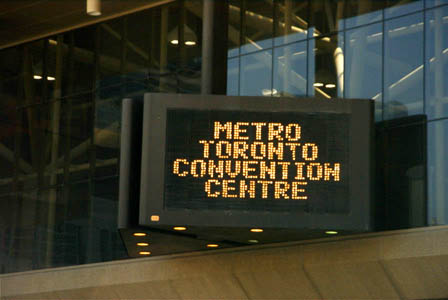 METRO
TORONTO
CONVENTION
CENTRE